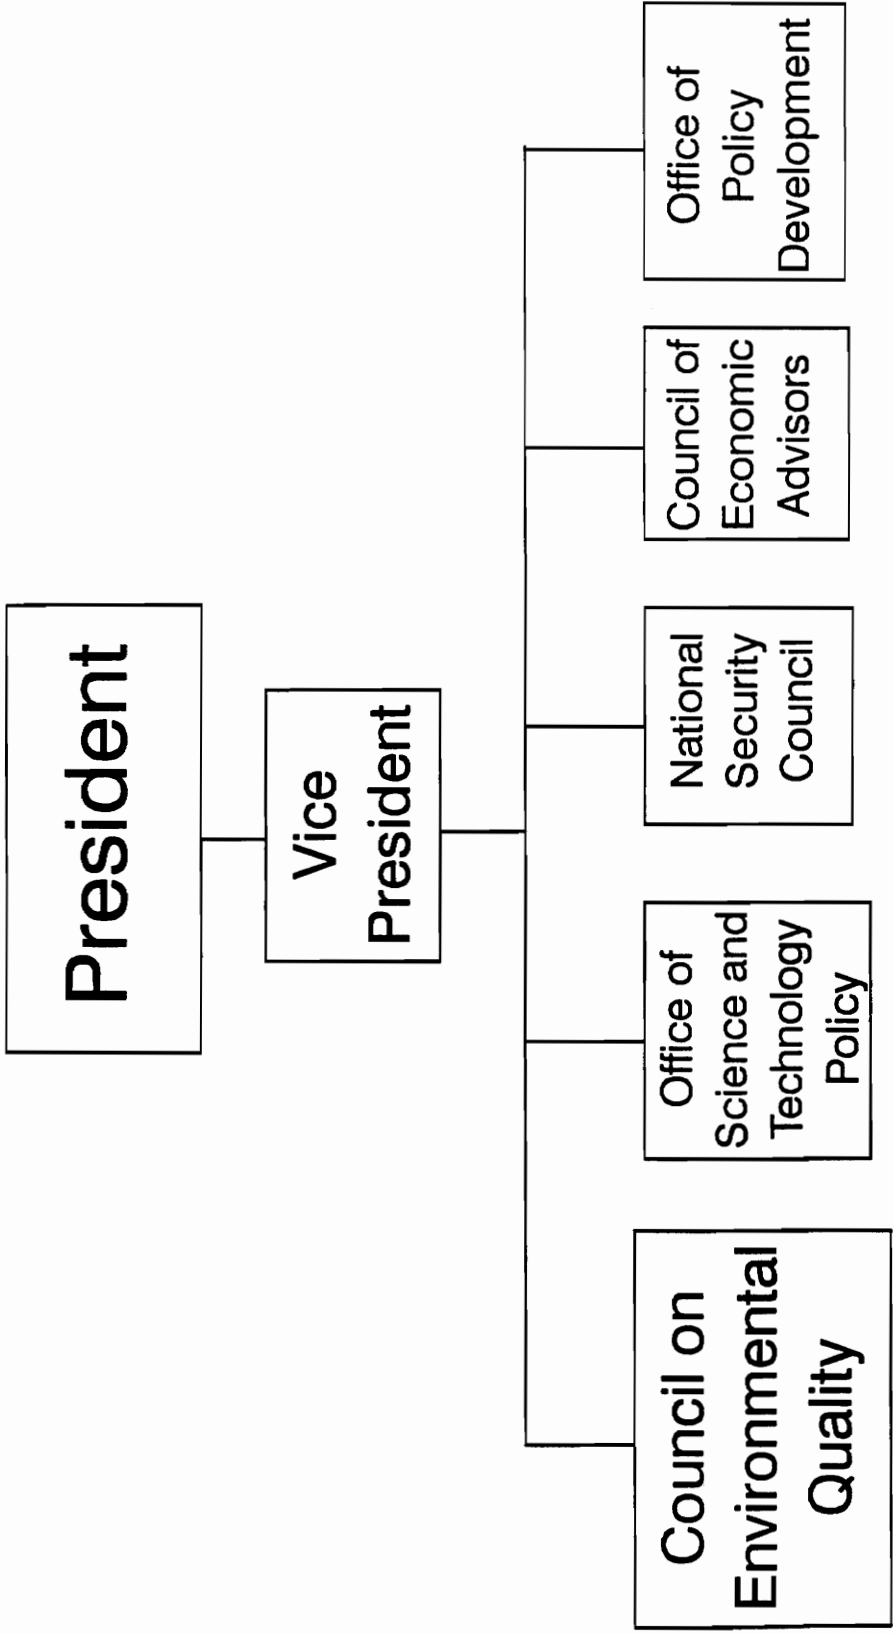 President
Vice
President
Council on
Environmental
Quality
Office of
Science and
Technology
Policy
National
Security
Council
Council of
Economic
Advisors
Office of
Policy
Development